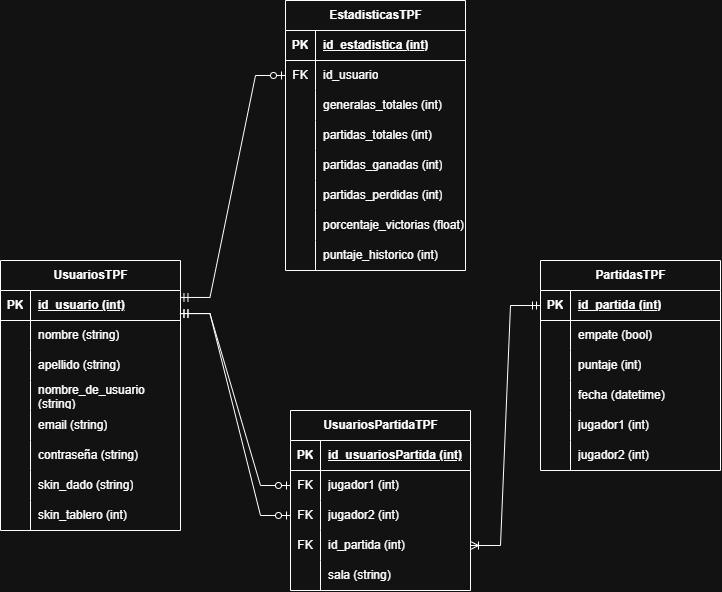 EstadisticasTPF
PK id_estadistica (int)
FK id_usuario
generalas_totales (int)
partidas_totales (int)
partidas_ganadas (int)
partidas_perdidas (int)
porcentaje_victorias (float)
puntaje_historico (int)
UsuariosTPF
PK id_usuario (int)
nombre (string)
apellido (string)
nombre_de_usuario
(string)
email (string)
contraseña (string)
skin_dado (string)
skin_tablero (int)
PartidasTPF
PK id_partida (int)
empate (bool)
puntaje (int)
fecha (datetime)
jugador1 (int)
jugador2 (int)
UsuariosPartidaTPF
PK id_usuariosPartida (int)
FK jugador1 (int)
FK jugador2 (int)
FK id_partida (int)
sala (string)